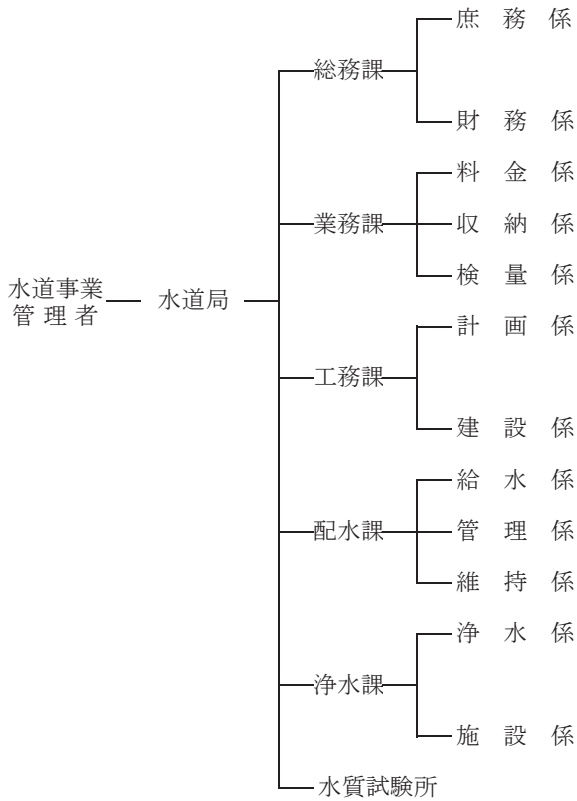 水道事業
管理者
水道局
総務課
庶務係
財務係
業務課
料金係
収納係
検量係
工務課
計画係
建設係
配水課
給水係
管理係
維持係
浄水課
浄水係
施設係
水質試験所